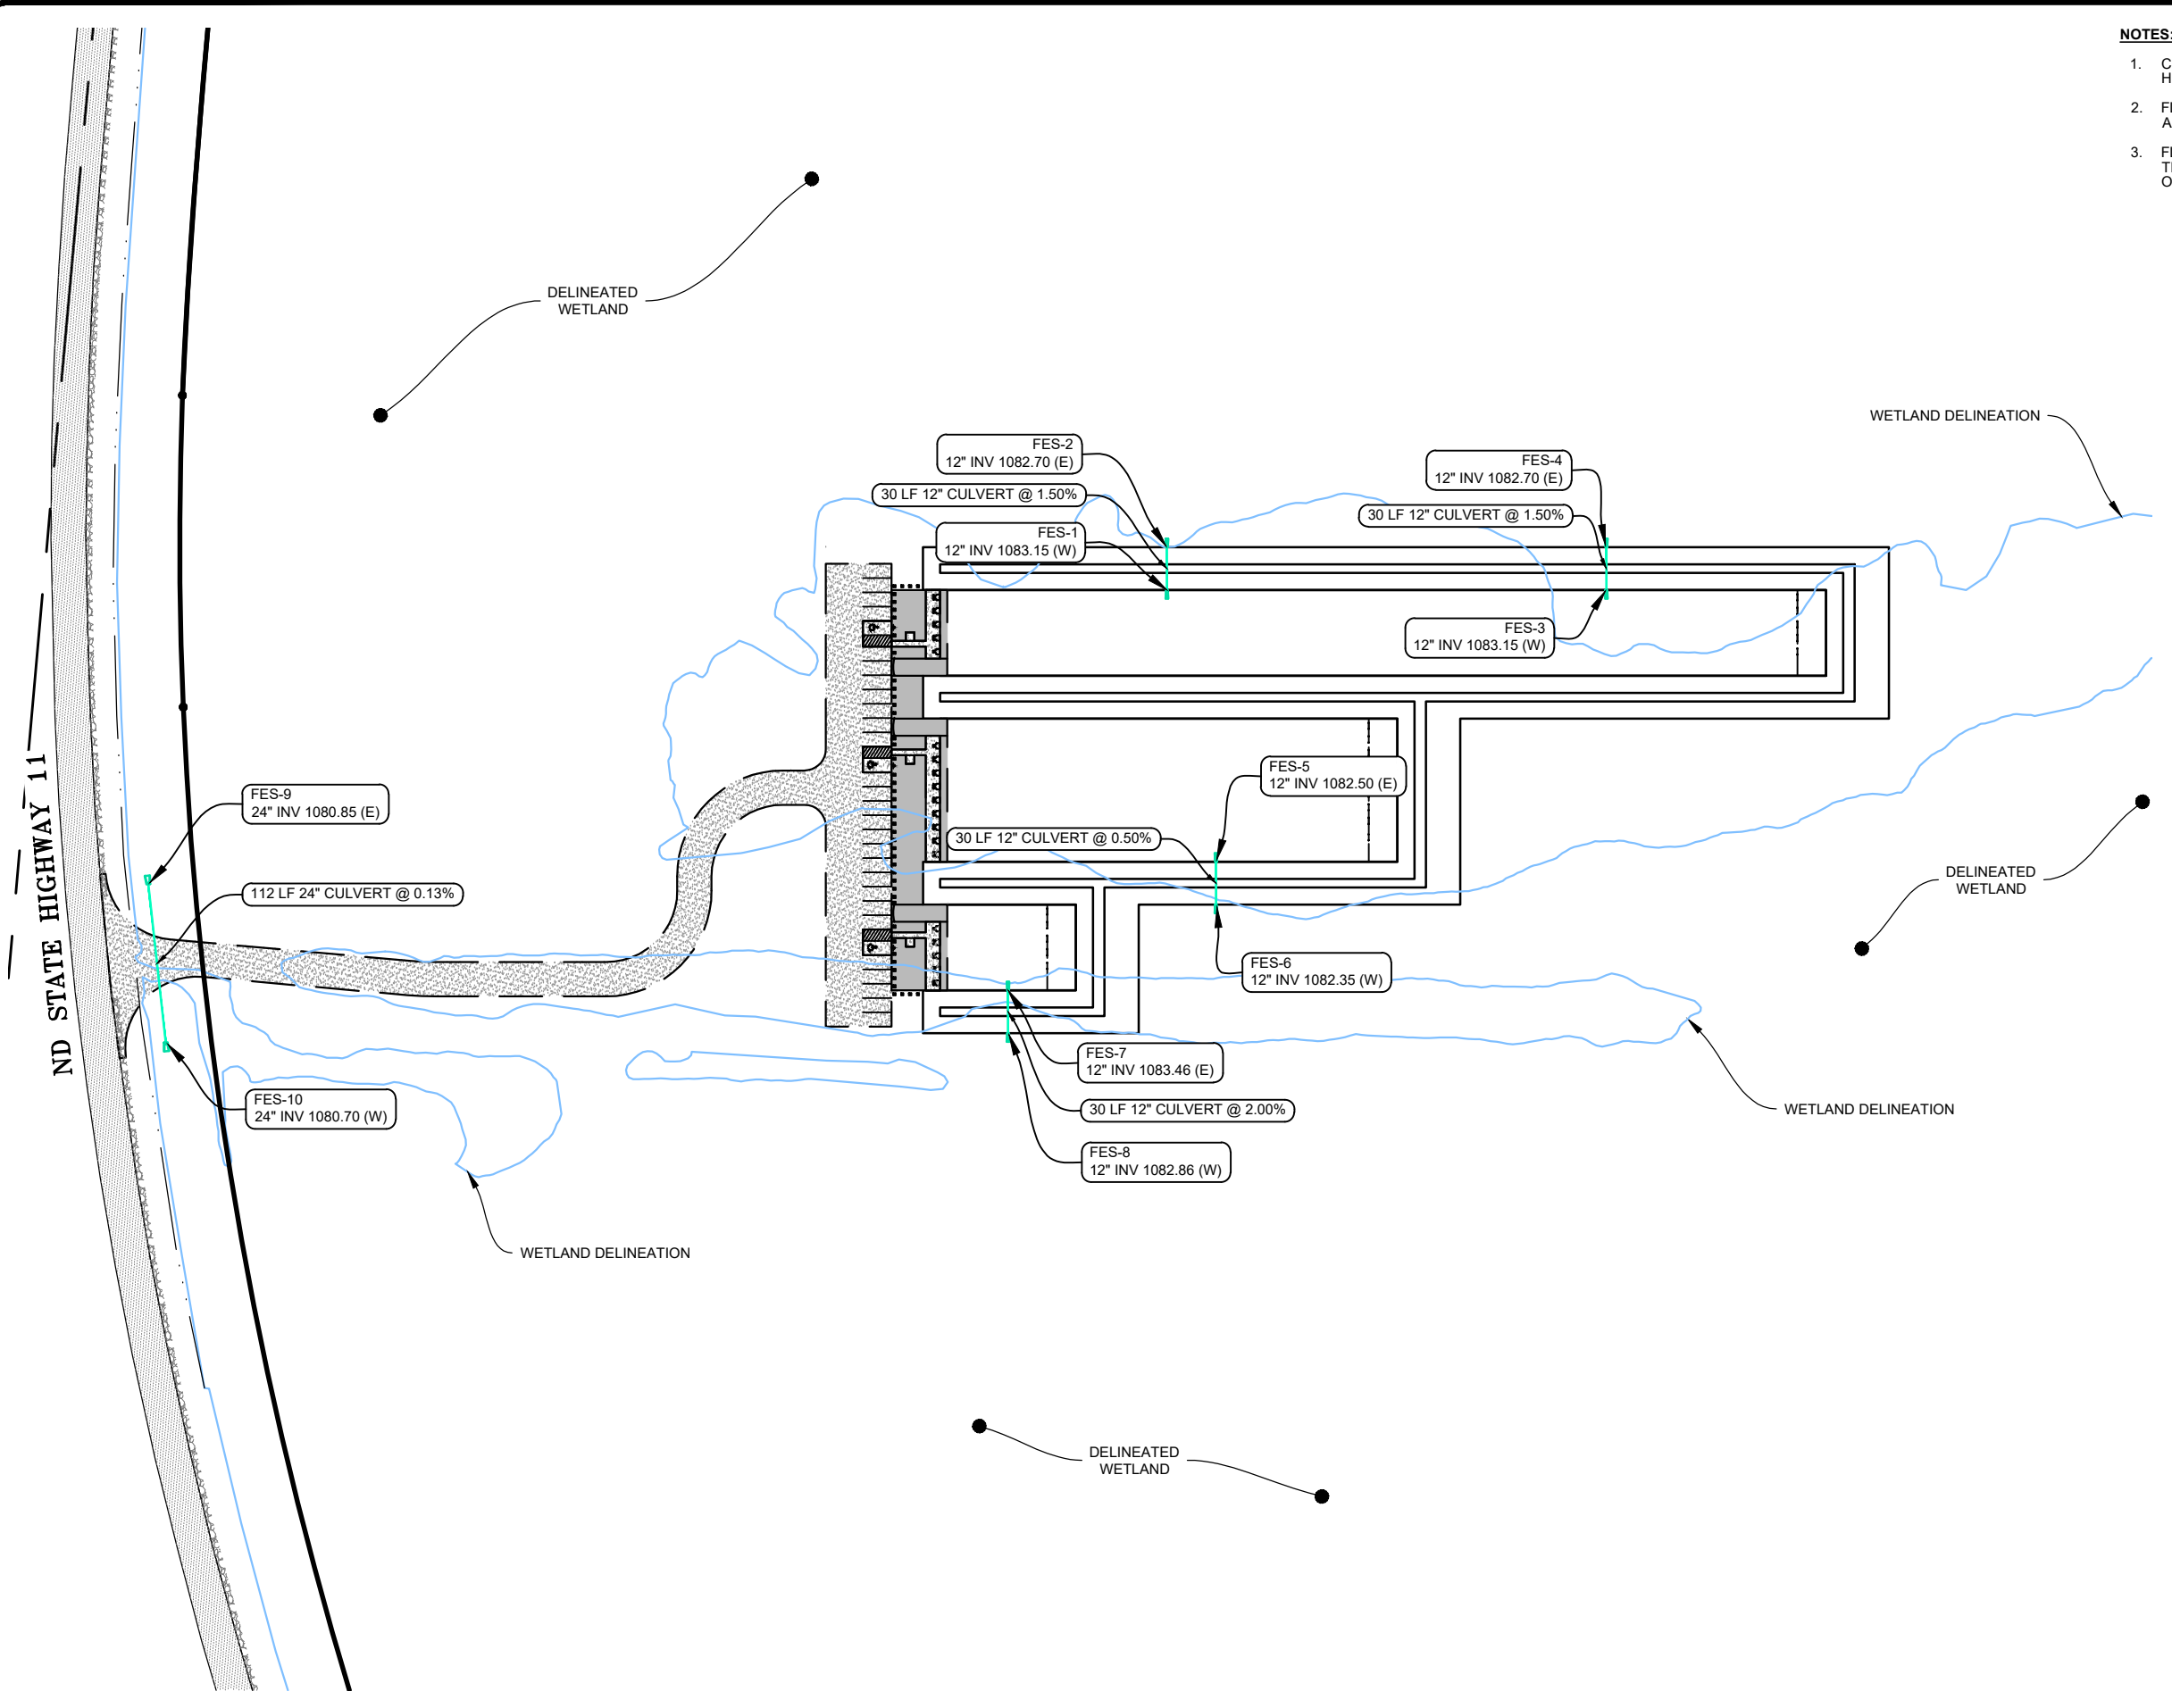 NOTES:
1. C
H
2. 
A
3. 
O
DELINEATED
WETLAND
WETLAND DELINEATION
FES-2
12" INV 1082.70 (E)
30 LF 12" CULVERT @ 1.50%
FES-1
12" INV 1083.15 (W)
FES-4
12" INV 1082.70 (E)
30 LF 12" CULVERT @ 1.50%
FES-3
12" INV 1083.15 (W)
FES-5
12" INV 1082.50 (E)
30 LF 12" CULVERT @ 0.50%
FES-6
12" INV 1082.35 (W)
FES-9
24" INV 1080.85 (E)
112 LF 24" CULVERT @ 0.13%
FES-10
24" INV 1080.70 (W)
ND STATE HIGHWAY 11
DELINEATED
WETLAND
FES-7
12" INV 1083.46 (E)
30 LF 12" CULVERT @ 2.00%
FES-8
12" INV 1082.86 (W)
WETLAND DELINEATION
WETLAND DELINEATION
DELINEATED
WETLAND